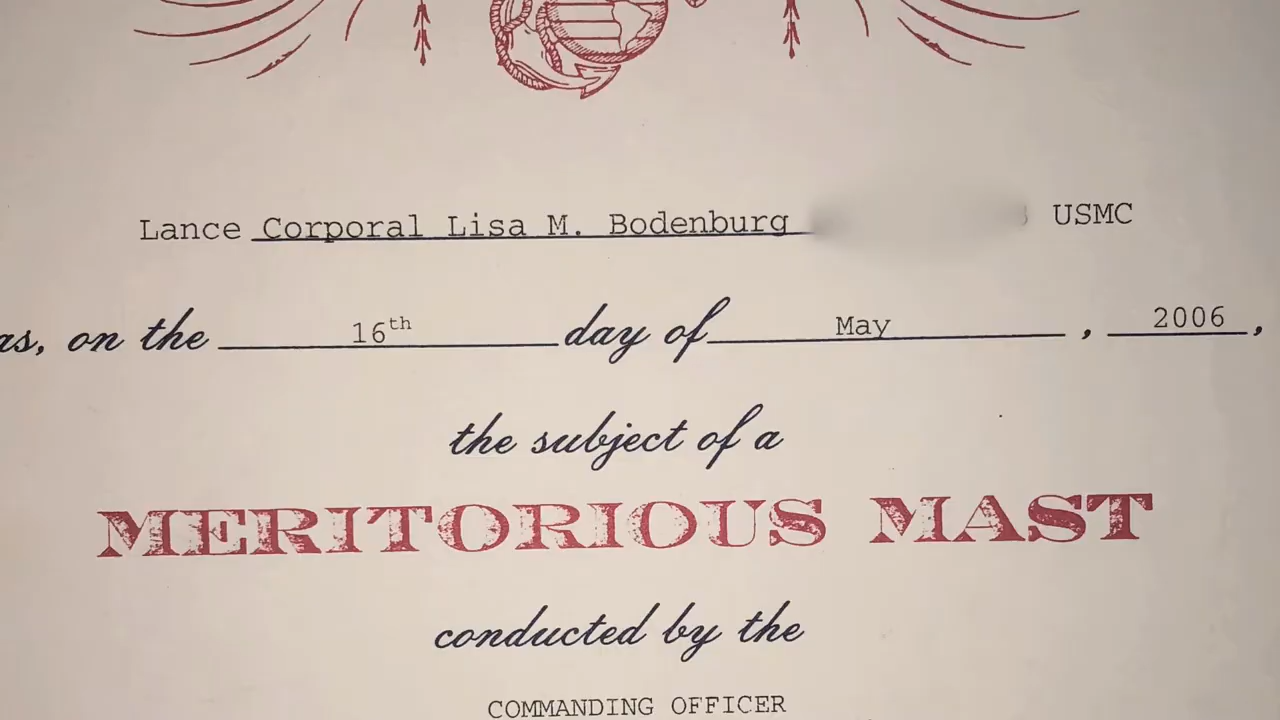 Lance Corporal Lisa M. Bodenburg USMC
as, on the 16th day of May, 2006,
the subject of a
MERITORIOUS MAST
conducted by the
COMMANDING OFFICER